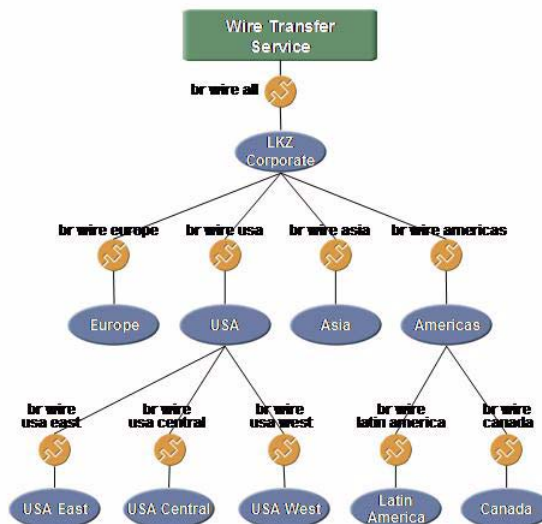 Wire Transfer
Service
br wire all
LKZ
Corporate
br wire europe
br wire usa
br wire asia
br wire americas
Europe
USA
Asia
Americas
br wire
usa east
br wire
usa central
br wire
usa west
br wire
latin america
br wire
canada
USA East
USA Central
USA West
Latin
America
Canada